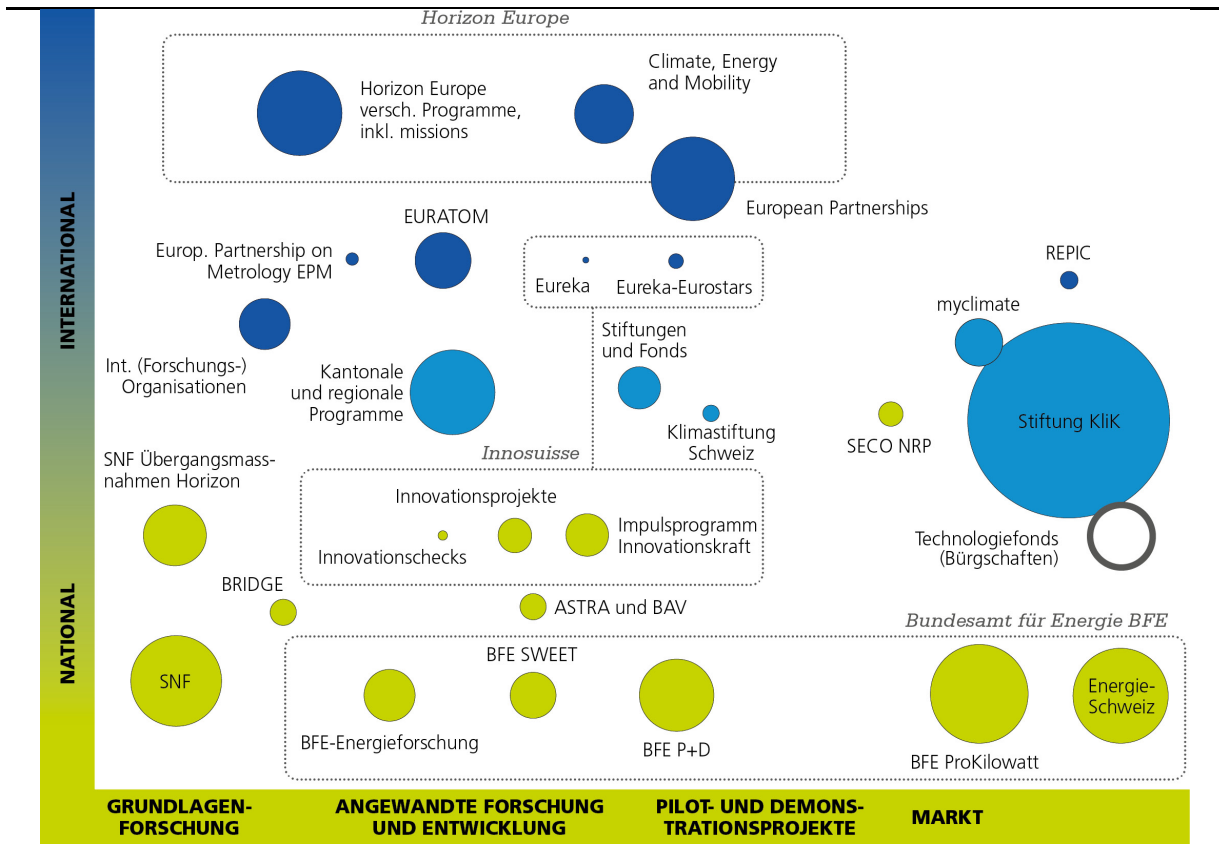 Horizon Europe
Climate, Energy
and Mobility
Horizon Europe
versch. Programme,
inkl. missions
European Partnerships
EURATOM
Europ. Partnership on
Metrology EPM
Eureka
Eureka-Eurostars
REPIC
myclimate
INTERNATIONAL
Int. (Forschungs-)
Organisationen
Kantonale
und regionale
Programme
Stiftungen
und Fonds
Klimastiftung
Schweiz
SECO NRP
Stiftung KliK
SNF Übergangsmass-
nahmen Horizon
Innosuisse
Innovationsprojekte
Innovationschecks
Impulsprogramm
Innovationskraft
Technologiefonds
(Bürgschaften)
BRIDGE
ASTRA und BAV
NATIONAL
Bundesamt für Energie BFE
SNF
BFE SWEET
BFE-Energieforschung
BFE P+D
BFE ProKilowatt
Energie-
Schweiz
GRUNDLAGEN-
FORSCHUNG
ANGEWANDTE FORSCHUNG
UND ENTWICKLUNG
PILOT- UND DEMONS-
TRATIONSPROJEKTE
MARKT